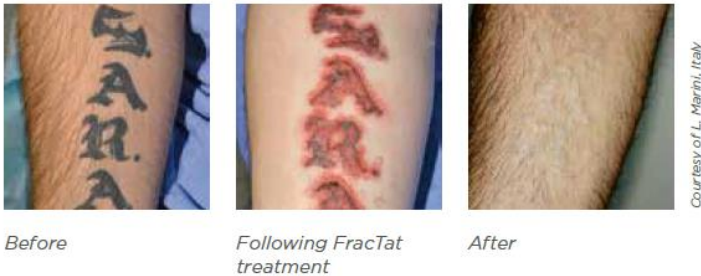 S.
A
R.
A
S.
A
R.
A
Courtesy of L. Marini, Italy
Before
Following FracTat
treatment
After